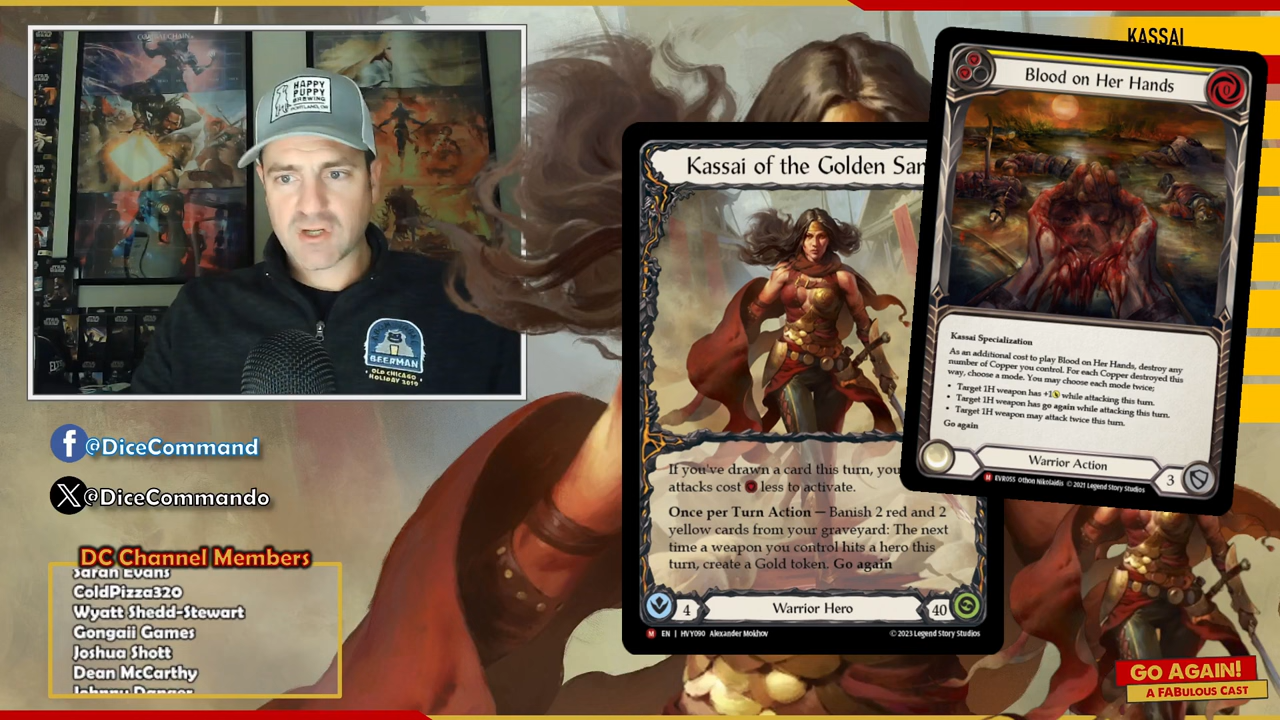 KASSAI
HAPPY
PUPPY
BREWING
BEERMAN
OLD CHICAGO
HOLIDAY 2019
@DiceCommand
@DiceCommando
DC Channel Members
Sarah Evans
ColdPizza320
Wyatt Shedd-Stewart
Gongaii Games
Joshua Shott
Dean McCarthy
Johnny Danger
Kassai of the Golden San
If you've drawn a card this turn, you
attacks cost less to activate.
Once per Turn Action — Banish 2 red and 2
yellow cards from your graveyard: The next
time a weapon you control hits a hero this
turn, create a Gold token. Go again
4
Warrior Hero
40
M EN | HVY090 Alexander Mokhov
© 2023 Legend Story Studios
Blood on Her Hands
Kassai Specialization
As an additional cost to play Blood on Her Hands, destroy any
number of Copper you control. For each Copper destroyed this
way, choose a mode. You may choose each mode twice;
• Target 1H weapon has +1 while attacking this turn.
• Target 1H weapon has go again while attacking this turn.
• Target 1H weapon may attack twice this turn.
Go again
Warrior Action
3
M EVR055 Othon Nikolaidis © 2021 Legend Story Studios
GO AGAIN!
A FABULOUS CAST